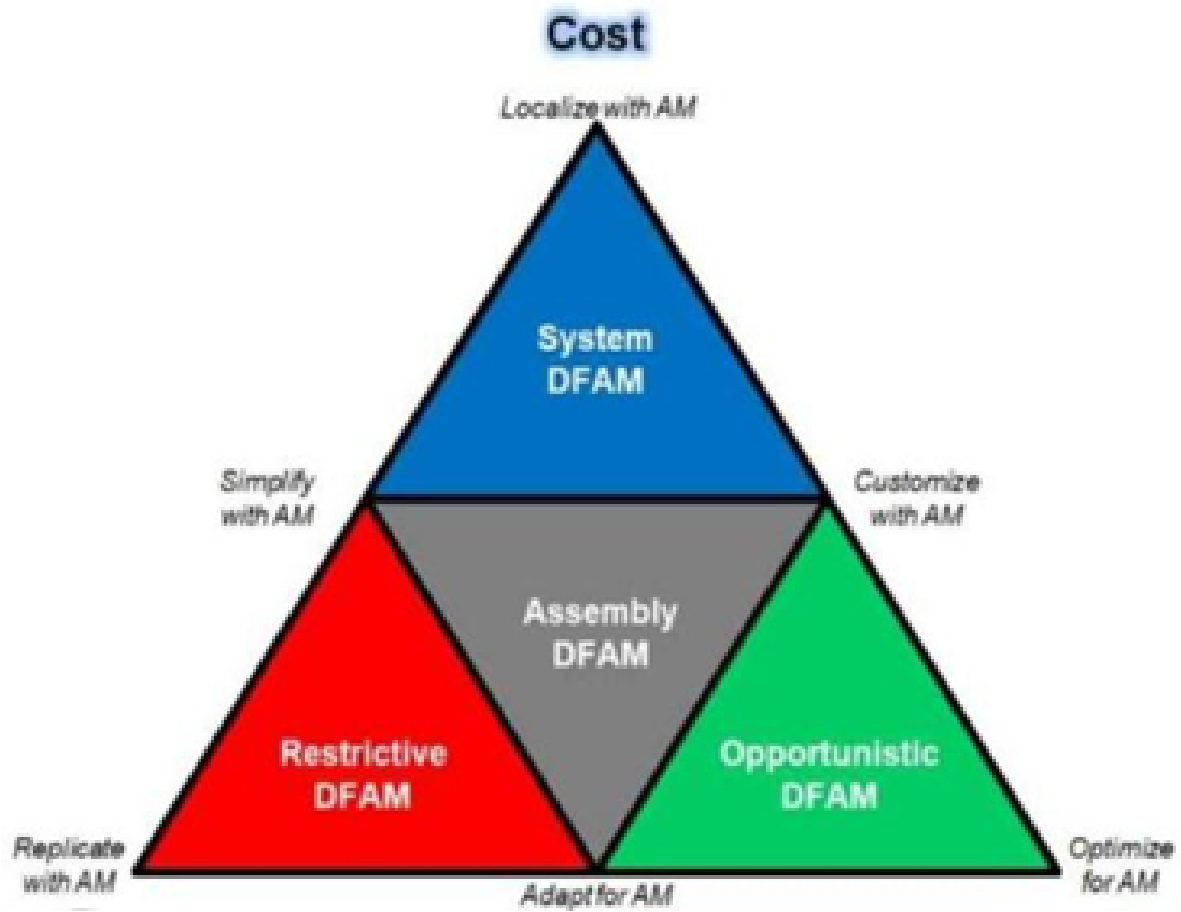 Cost
Localize with AM
System
DFAM
Simplify
with AM
Customize
with AM
Assembly
DFAM
Restrictive
DFAM
Opportunistic
DFAM
Replicate
with AM
Adapt for AM
Optimize
for AM